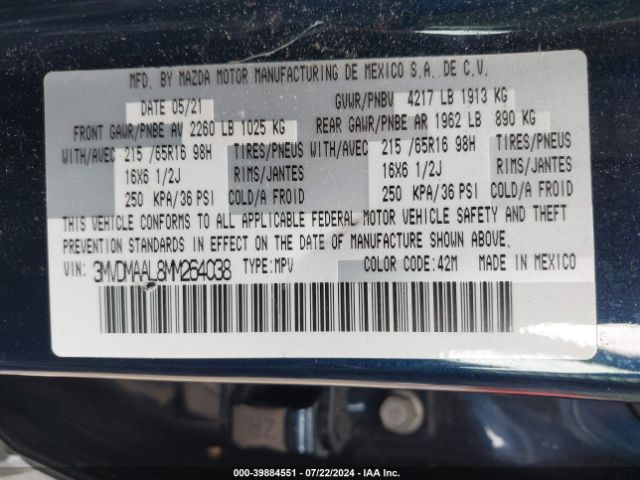 MFD. BY MAZDA MOTOR MANUFACTURING DE MEXICO S.A. DE C.V.
DATE 05/21 GVWR/PNBV 4217 LB 1913 KG
FRONT GAWR/PNBE AV 2260 LB 1025 KG REAR GAWR/PNBE AR 1962 LB 890 KG
WITH/AVEC 215 /65R16 98H TIRES/PNEUS WITH/AVEC 215 /65R16 98H TIRES/PNEUS
16X6 1/2J RIMS/JANTES 16X6 1/2J RIMS/JANTES
250 KPA/36 PSI COLD/A FROID 250 KPA/36 PSI COLD/A FROID
THIS VEHICLE CONFORMS TO ALL APPLICABLE FEDERAL MOTOR VEHICLE SAFETY AND THEFT
PREVENTION STANDARDS IN EFFECT ON THE DATE OF MANUFACTURE SHOWN ABOVE.
VIN: 3MVDMAAL8MM264038 TYPE:MPV COLOR CODE:42M MADE IN MEXICO
000-39884551 | 07/22/2024 | IAA Inc.